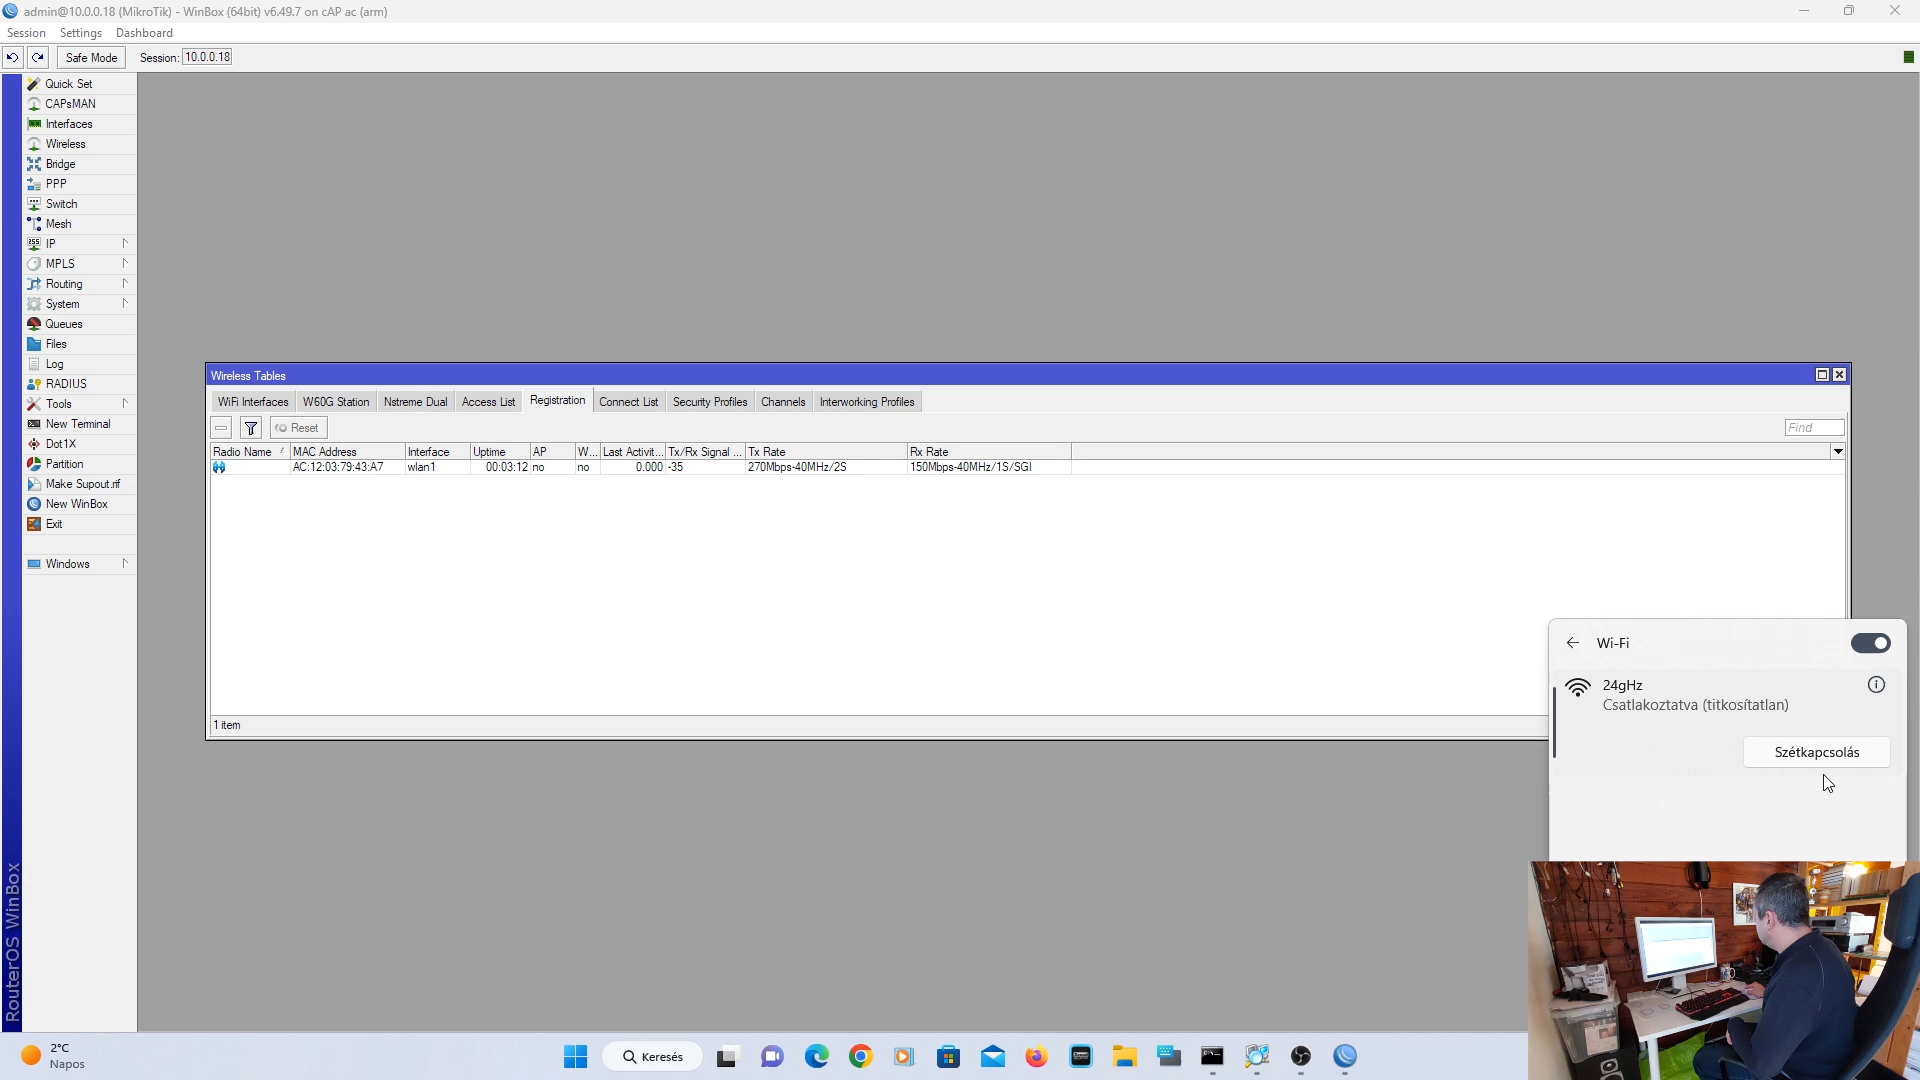 admin@10.0.0.18 (MikroTik) - WinBox (64bit) v6.49.7 on cAP ac (arm)
Session Settings Dashboard
Safe Mode Session: 10.0.0.18
Quick Set
CAPsMAN
Interfaces
Wireless
Bridge
PPP
Switch
Mesh
IP
MPLS
Routing
System
Queues
Files
Log
RADIUS
Tools
New Terminal
Dot1X
Partition
Make Supout.rif
New WinBox
Exit
Windows
RouterOS WinBox
Wireless Tables
WiFi Interfaces W60G Station Nstreme Dual Access List Registration Connect List Security Profiles Channels Interworking Profiles
Reset Find
Radio Name MAC Address Interface Uptime AP W... Last Activit... Tx/Rx Signal ... Tx Rate Rx Rate
AC:12:03:79:43:A7 wlan1 00:03:12 no no 0.000 -35 270Mbps-40MHz/2S 150Mbps-40MHz/1S/SGI
1 item
Wi-Fi
24gHz
Csatlakoztatva (titkosítatlan)
Szétkapcsolás
2°C
Napos
Keresés